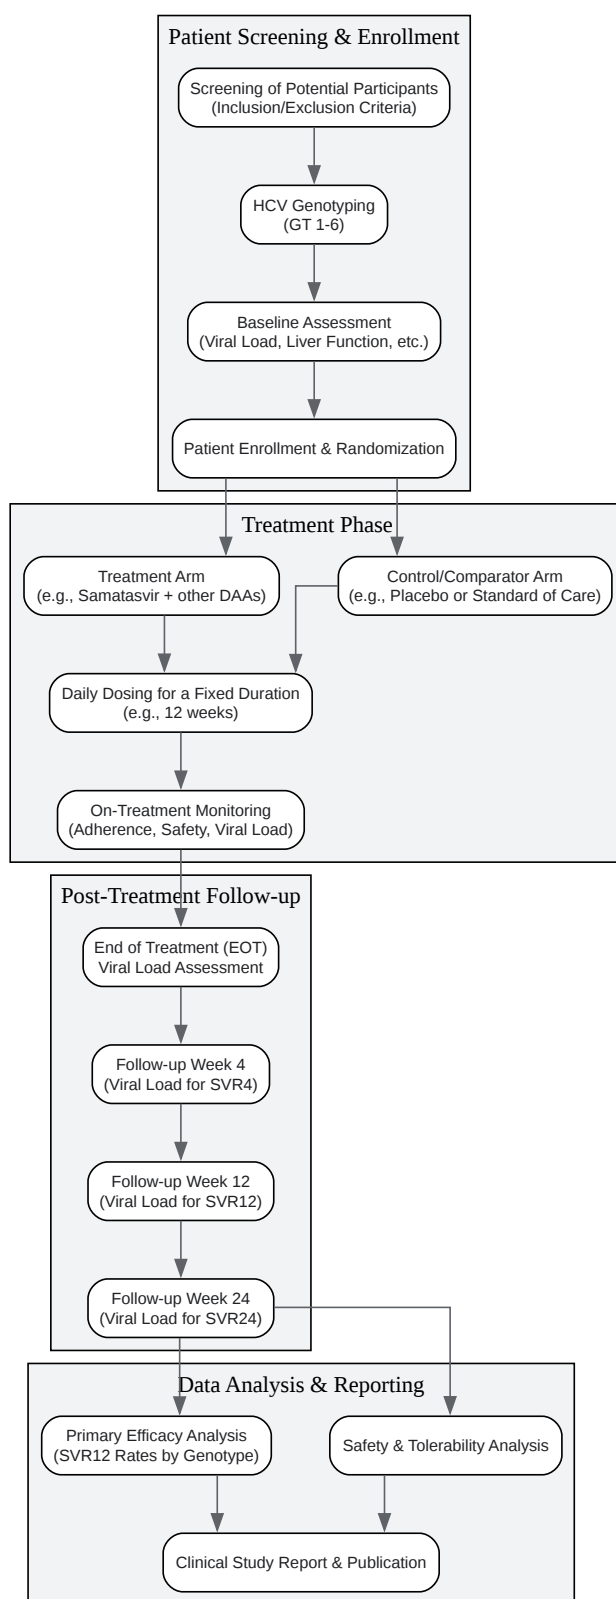 Patient Screening & Enrollment
Screening of Potential Participants
(Inclusion/Exclusion Criteria)
HCV Genotyping
(GT 1-6)
Baseline Assessment
(Viral Load, Liver Function, etc.)
Patient Enrollment & Randomization
Treatment Phase
Treatment Arm
(e.g., Samatasvir + other DAAs)
Control/Comparator Arm
(e.g., Placebo or Standard of Care)
Daily Dosing for a Fixed Duration
(e.g., 12 weeks)
On-Treatment Monitoring
(Adherence, Safety, Viral Load)
Post-Treatment Follow-up
End of Treatment (EOT)
Viral Load Assessment
Follow-up Week 4
(Viral Load for SVR4)
Follow-up Week 12
(Viral Load for SVR12)
Follow-up Week 24
(Viral Load for SVR24)
Data Analysis & Reporting
Primary Efficacy Analysis
(SVR12 Rates by Genotype)
Safety & Tolerability Analysis
Clinical Study Report & Publication